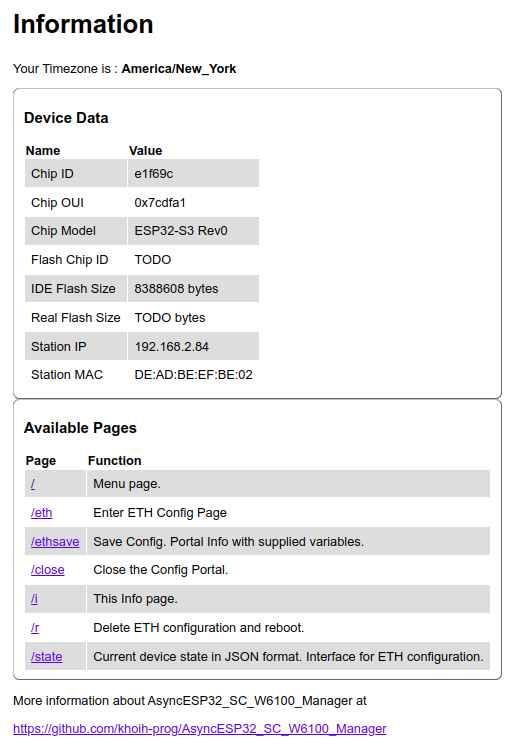 Information
Your Timezone is : America/New_York
Device Data
Name Value
Chip ID e1f69c
Chip OUI 0x7cdfa1
Chip Model ESP32-S3 Rev0
Flash Chip ID TODO
IDE Flash Size 8388608 bytes
Real Flash Size TODO bytes
Station IP 192.168.2.84
Station MAC DE:AD:BE:EF:BE:02
Available Pages
Page Function
/ Menu page.
/eth Enter ETH Config Page
/ethsave Save Config. Portal Info with supplied variables.
/close Close the Config Portal.
/i This Info page.
/r Delete ETH configuration and reboot.
/state Current device state in JSON format. Interface for ETH configuration.
More information about AsyncESP32_SC_W6100_Manager at
https://github.com/khoih-prog/AsyncESP32_SC_W6100_Manager